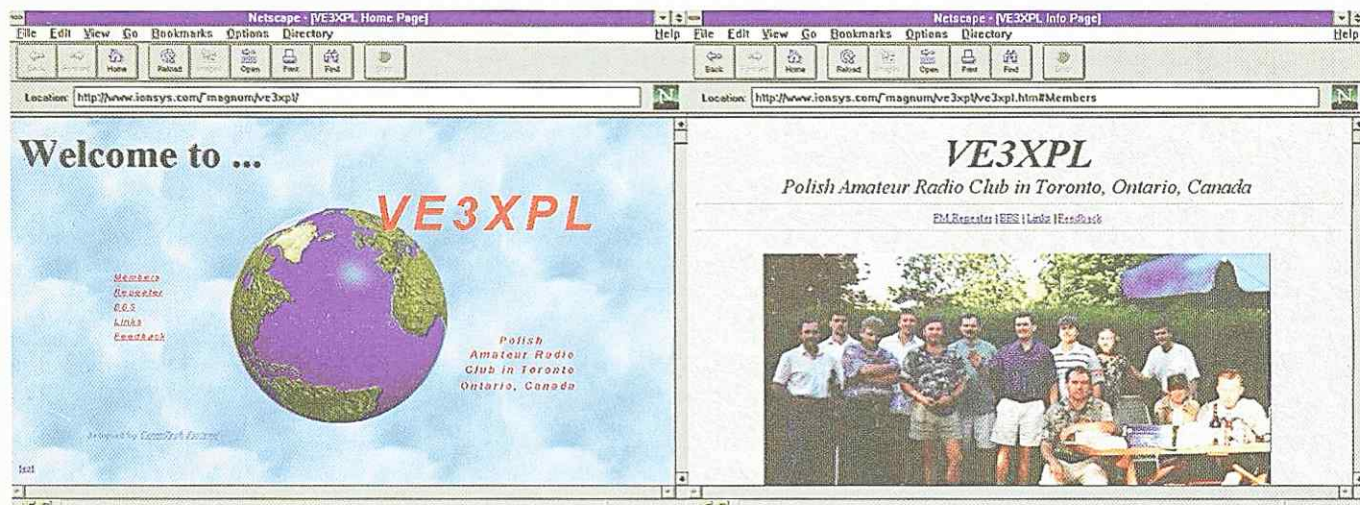 Netscape - [VE3XPL Home Page]
File Edit View Go Bookmarks Options Directory Help
Back Home Reload Open Print Find
Location: http://www.ionsys.com/~magnum/ve3xpl/
Welcome to ...
VE3XPL
Members
Repeater
BBS
Links
Feedback
Polish
Amateur Radio
Club in Toronto
Ontario, Canada
Designed by
Netscape - [VE3XPL Info Page]
File Edit View Go Bookmarks Options Directory Help
Back Home Reload Open Print Find
Location: http://www.ionsys.com/~magnum/ve3xpl/ve3xpl.htm#Members
VE3XPL
Polish Amateur Radio Club in Toronto, Ontario, Canada
FM Repeater | BBS | Links | Feedback